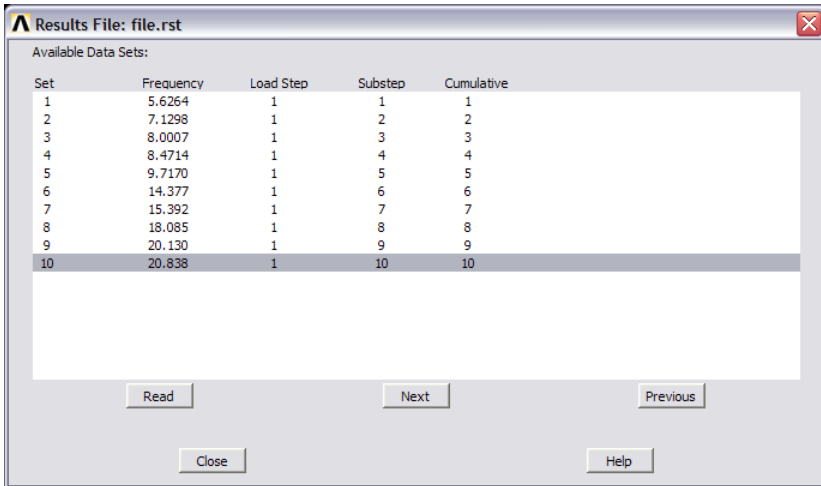 Results File: file.rst
Available Data Sets:
Set Frequency Load Step Substep Cumulative
1 5.6264 1 1 1
2 7.1298 1 2 2
3 8.0007 1 3 3
4 8.4714 1 4 4
5 9.7170 1 5 5
6 14.377 1 6 6
7 15.392 1 7 7
8 18.085 1 8 8
9 20.130 1 9 9
10 20.838 1 10 10
Read Next Previous
Close Help